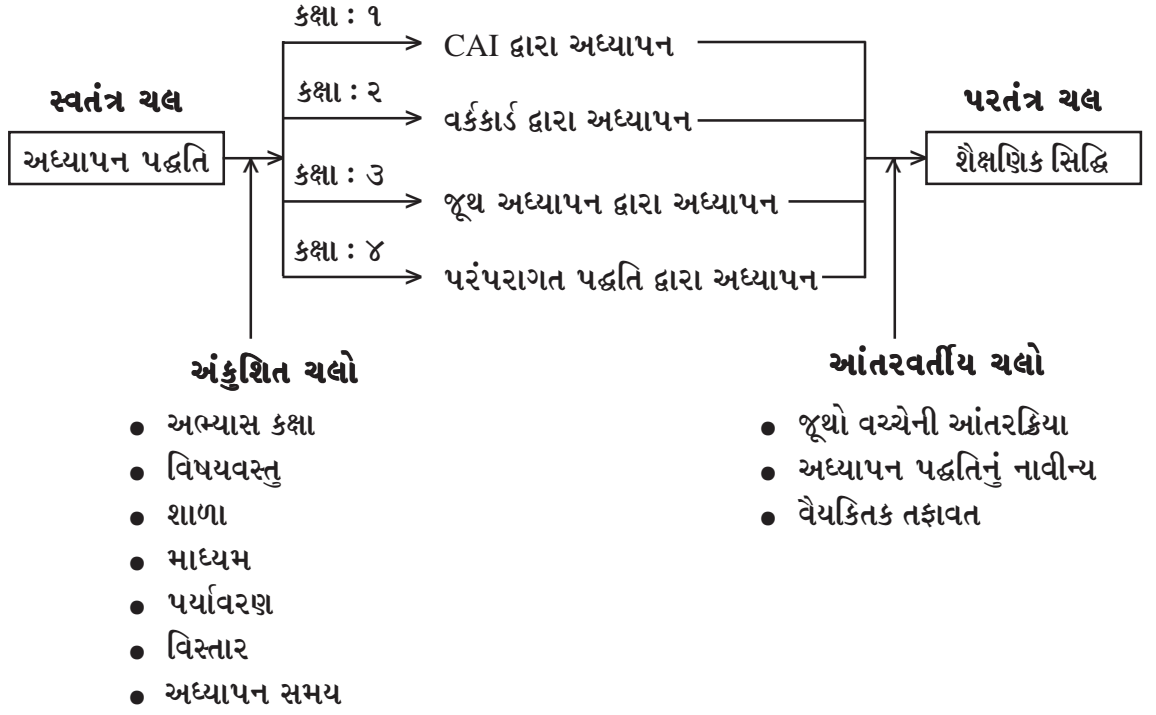 કક્ષા : ૧
CAI દ્વારા અધ્યાપન
સ્વતંત્ર ચલ
કક્ષા : ૨
પરતંત્ર ચલ
વર્કકાર્ડ દ્વારા અધ્યાપન
અધ્યાપન પદ્ધતિ
શૈક્ષણિક સિદ્ધિ
કક્ષા : ૩
જૂથ અધ્યાપન દ્વારા અધ્યાપન
કક્ષા : ૪
પરંપરાગત પદ્ધતિ દ્વારા અધ્યાપન
અંકુશિત ચલો
• અભ્યાસ કક્ષા
• વિષયવસ્તુ
• શાળા
• માધ્યમ
• પર્યાવરણ
• વિસ્તાર
• અધ્યાપન સમય
આંતરવર્તીય ચલો
• જૂથો વચ્ચેની આંતરક્રિયા
• અધ્યાપન પદ્ધતિનું નાવીન્ય
• વૈયકિતક તફાવત